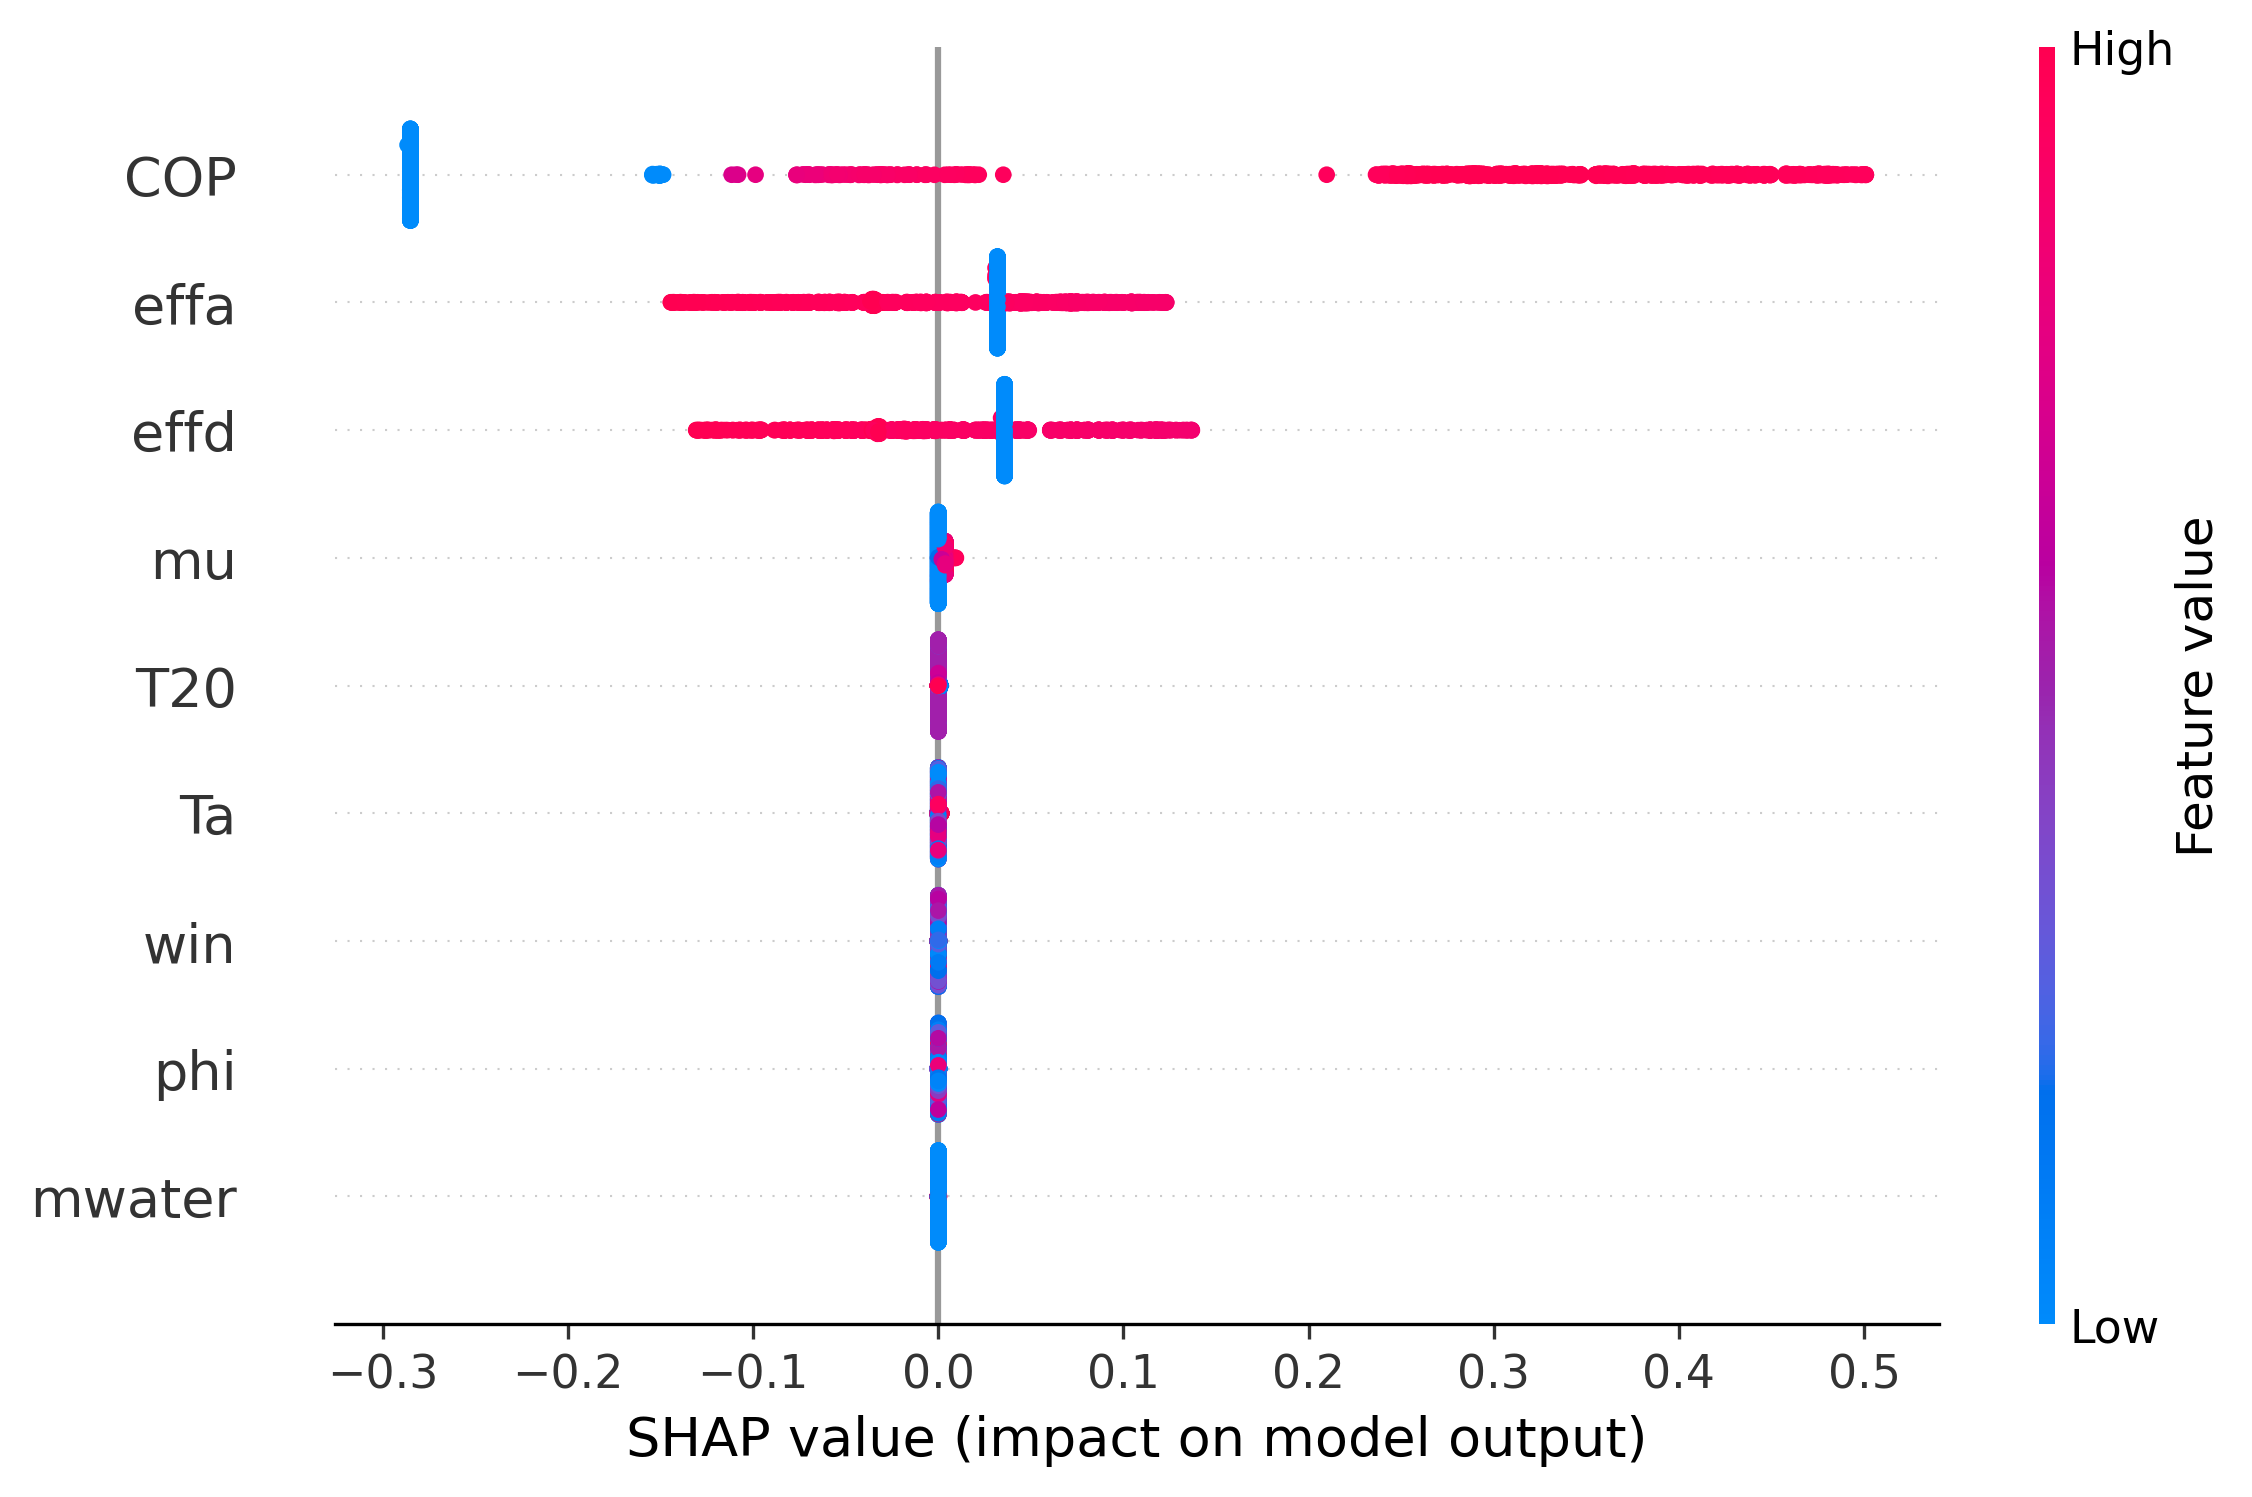 High
COP
effa
effd
mu
T20
Ta
win
phi
mwater
Low
Feature value
−0.3 −0.2 −0.1 0.0 0.1 0.2 0.3 0.4 0.5
SHAP value (impact on model output)